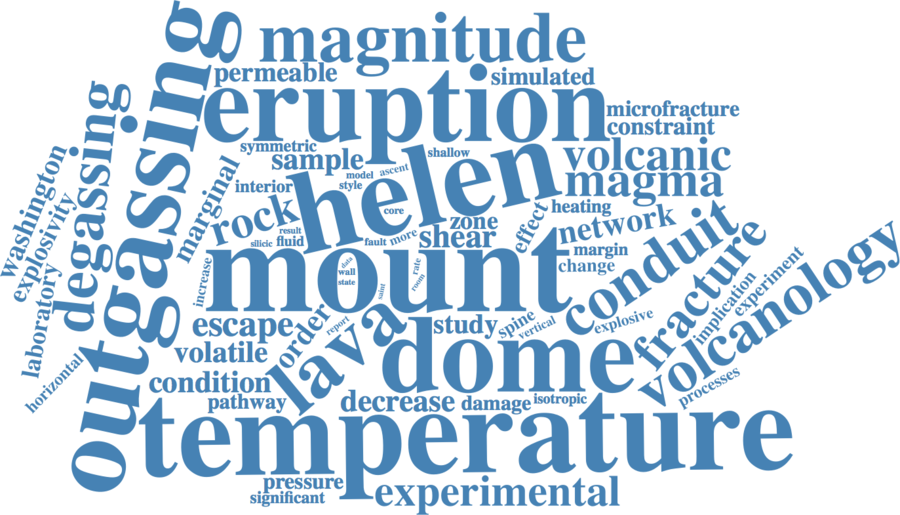 magnitude
permeable
simulated
eruption
microfracture
constraint
symmetric
sample
shallow
volcanic
model
ascent
style
magma
interior
helen
core
marginal
rock
result
silicic
fluid
fault
more
zone
shear
effect
heating
network
margin
change
outgassing
degassing
washington
explosivity
laboratory
horizontal
increase
mount
data
wall
state
saint
rate
room
conduit
fracture
implication
experiment
volcanology
processes
escape
volatile
order
report
lava
study
spine
vertical
explosive
dome
condition
pathway
decrease
damage
isotropic
temperature
pressure
significant
experimental